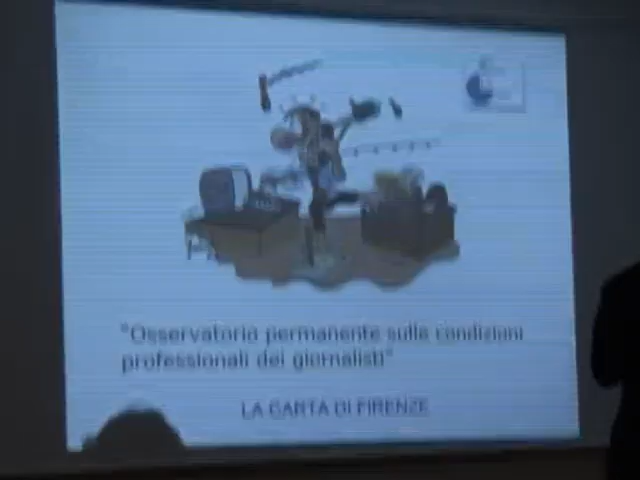 "Osservatorio permanente sulle condizioni
professionali dei giornalisti"
LA CARTA DI FIRENZE